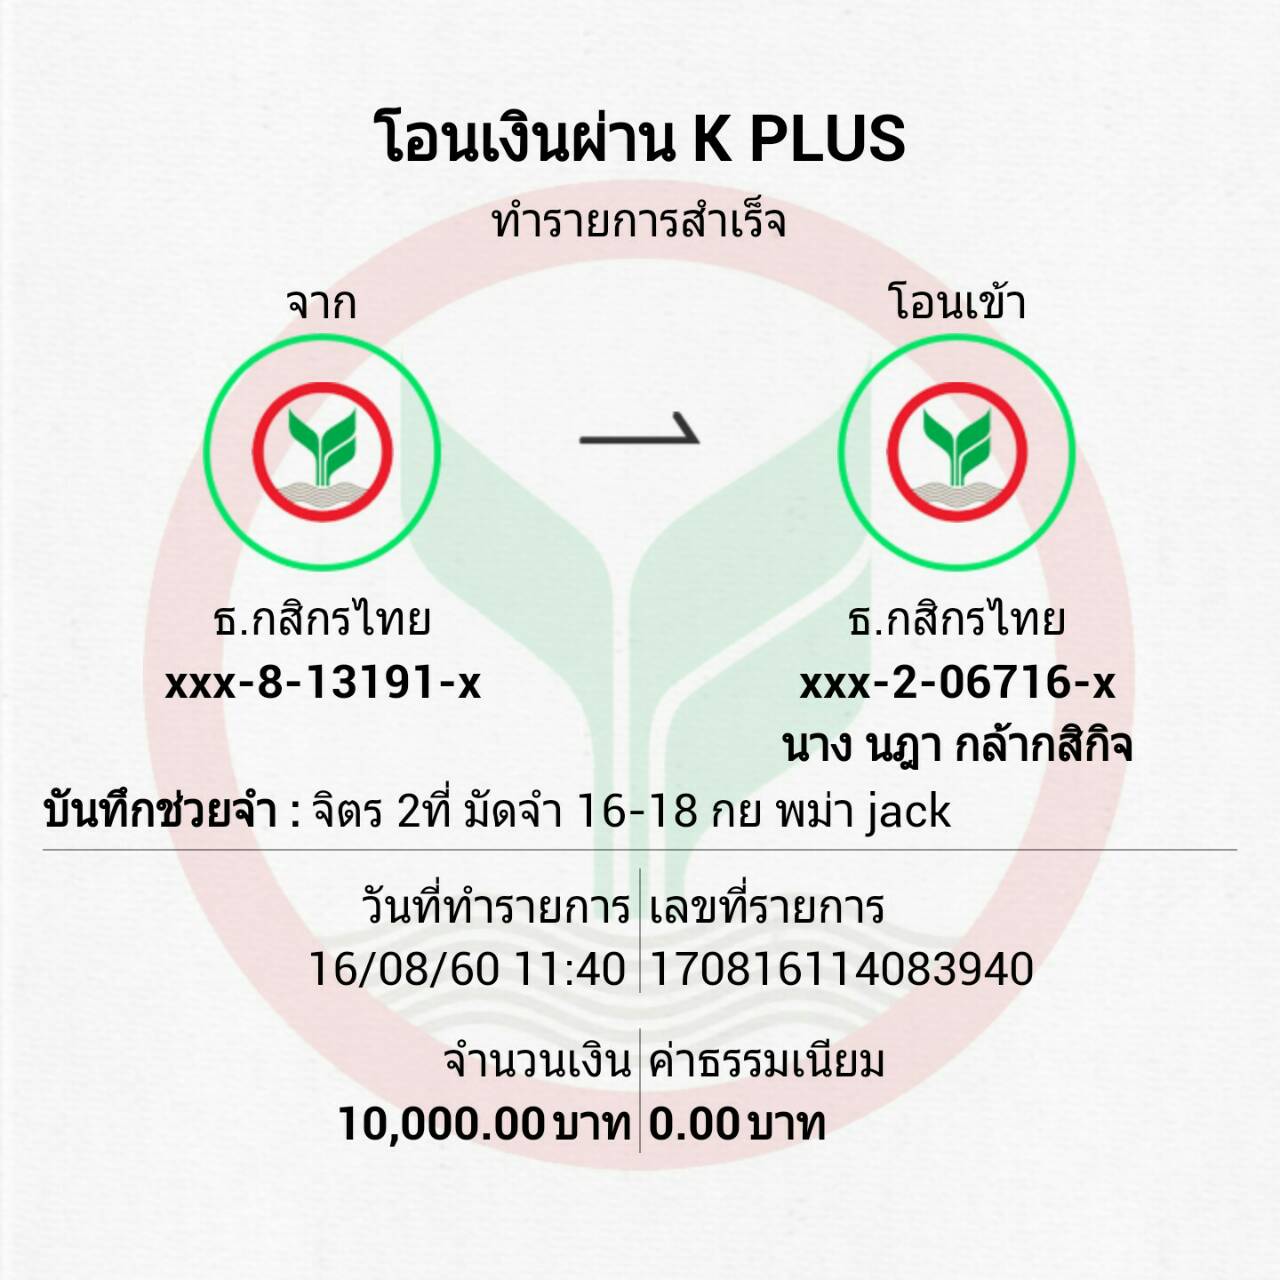 โอนเงินผ่าน K PLUS
ทำรายการสำเร็จ
จาก โอนเข้า
ธ.กสิกรไทย ธ.กสิกรไทย
xxx-8-13191-x xxx-2-06716-x
นาง นฎา กล้ากสิกิจ
บันทึกช่วยจำ : จิตร 2ที่ มัดจำ 16-18 กย พม่า jack
วันที่ทำรายการ เลขที่รายการ
16/08/60 11:40 170816114083940
จำนวนเงิน ค่าธรรมเนียม
10,000.00 บาท 0.00 บาท